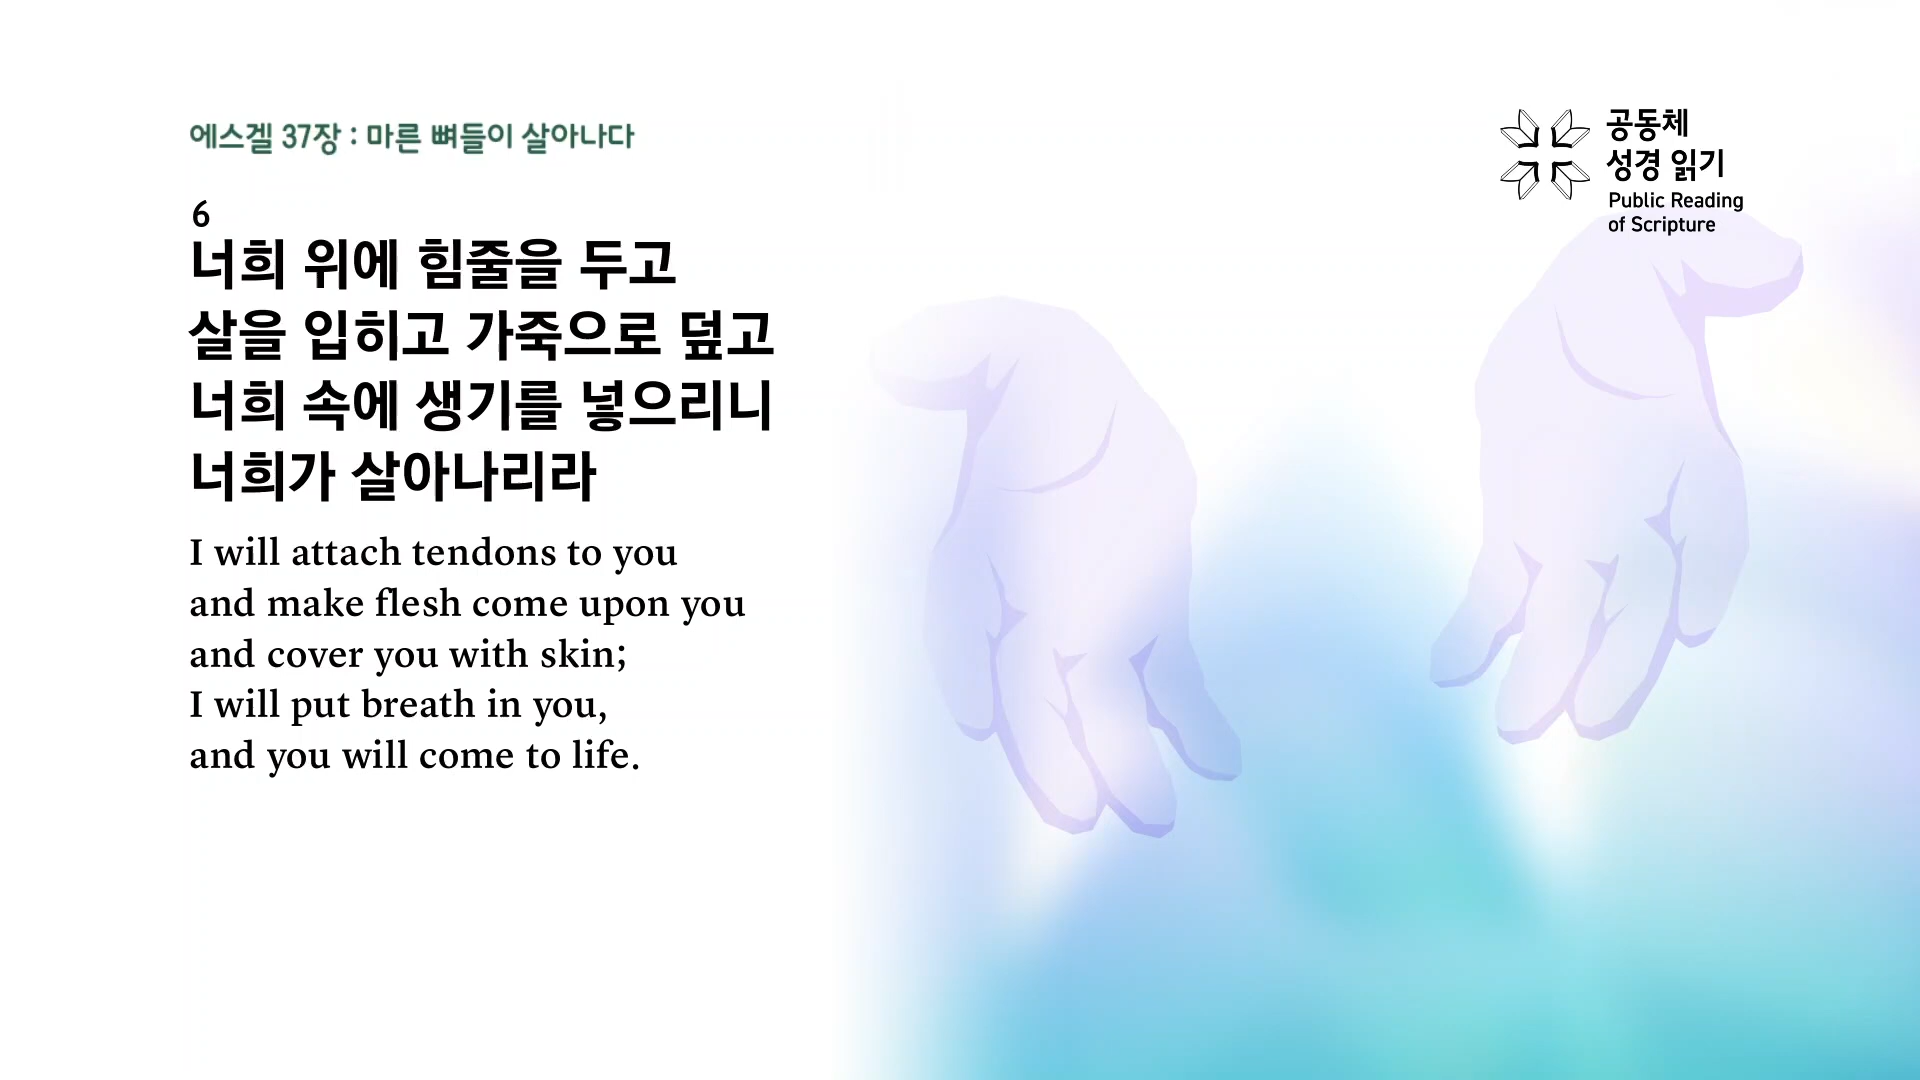 에스겔 37장 : 마른 뼈들이 살아나다
6
너희 위에 힘줄을 두고
살을 입히고 가죽으로 덮고
너희 속에 생기를 넣으리니
너희가 살아나리라
I will attach tendons to you
and make flesh come upon you
and cover you with skin;
I will put breath in you,
and you will come to life.
공동체
성경 읽기
Public Reading
of Scripture